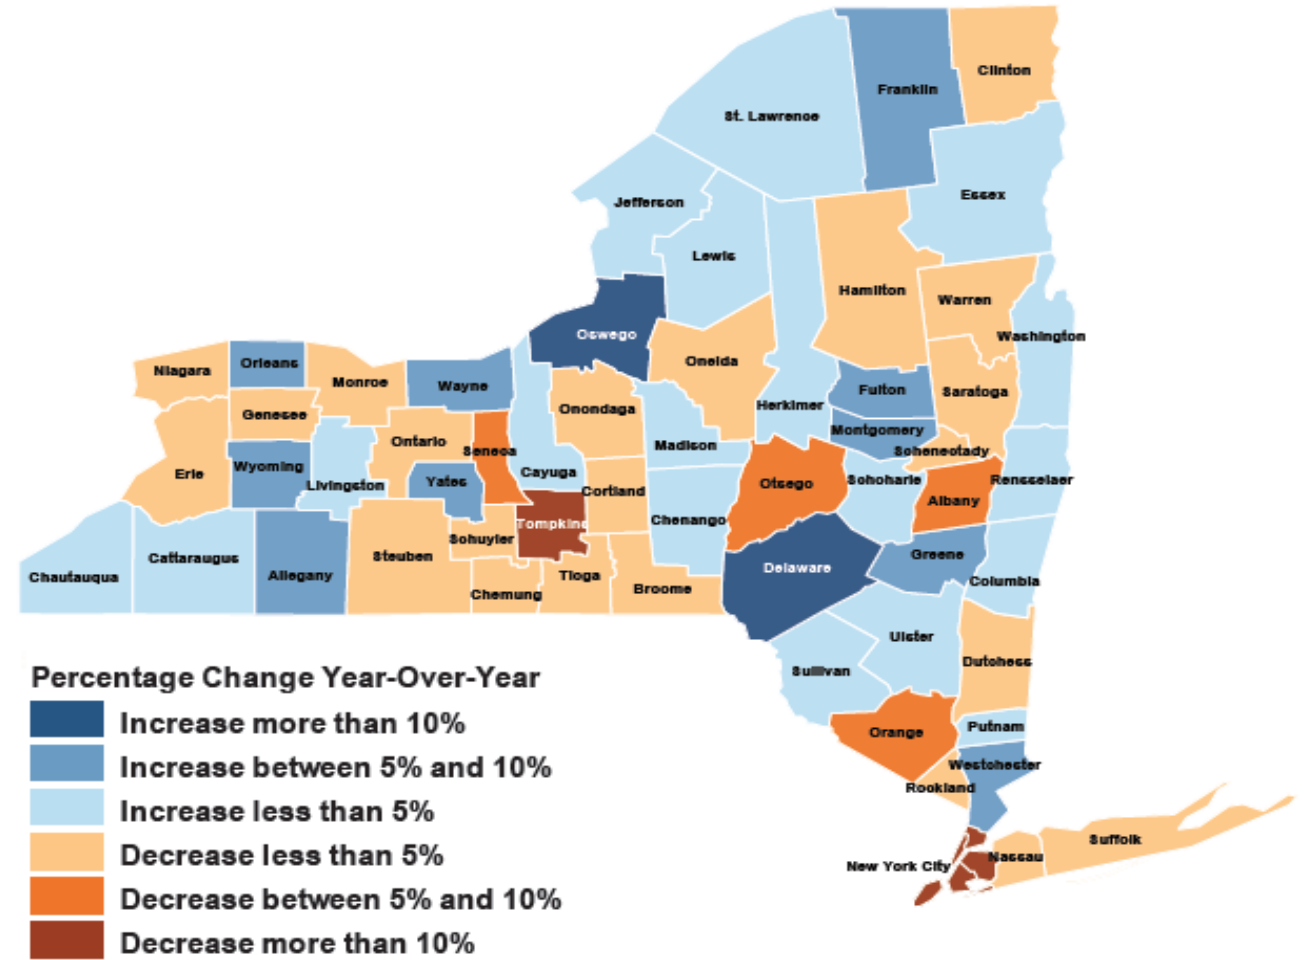 Clinton
Franklin
St. Lawrence
Essex
Jefferson
Lewis
Hamilton
Warren
Oswego
Washington
Oneida
Orleans
Niagara
Monroe
Wayne
Fulton
Saratoga
Herkimer
Onondaga
Genesee
Montgomery
Ontario
Madison
Seneca
Schenectady
Wyoming
Erie
Cayuga
Yates
Livingston
Otsego
Schoharie
Rensselaer
Cortland
Albany
Chenango
Tompkins
Schuyler
Steuben
Cattaraugus
Greene
Delaware
Chautauqua
Allegany
Tioga
Columbia
Broome
Chemung
Ulster
Dutchess
Sullivan
Putnam
Orange
Westchester
Rockland
Suffolk
Nassau
New York City
Percentage Change Year-Over-Year
Increase more than 10%
Increase between 5% and 10%
Increase less than 5%
Decrease less than 5%
Decrease between 5% and 10%
Decrease more than 10%